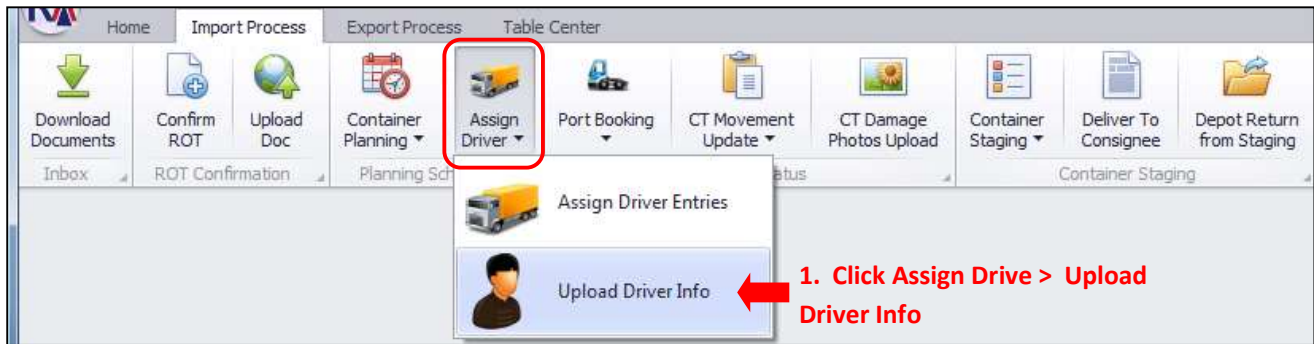 Home Import Process Export Process Table Center
Download Documents
Confirm ROT
Upload Doc
Container Planning
Assign Driver
Port Booking
CT Movement Update
CT Damage Photos Upload
Container Staging
Deliver To Consignee
Depot Return from Staging
Inbox
ROT Confirmation
Planning Sch
atus
Container Staging
Assign Driver Entries
Upload Driver Info
1. Click Assign Drive > Upload
Driver Info